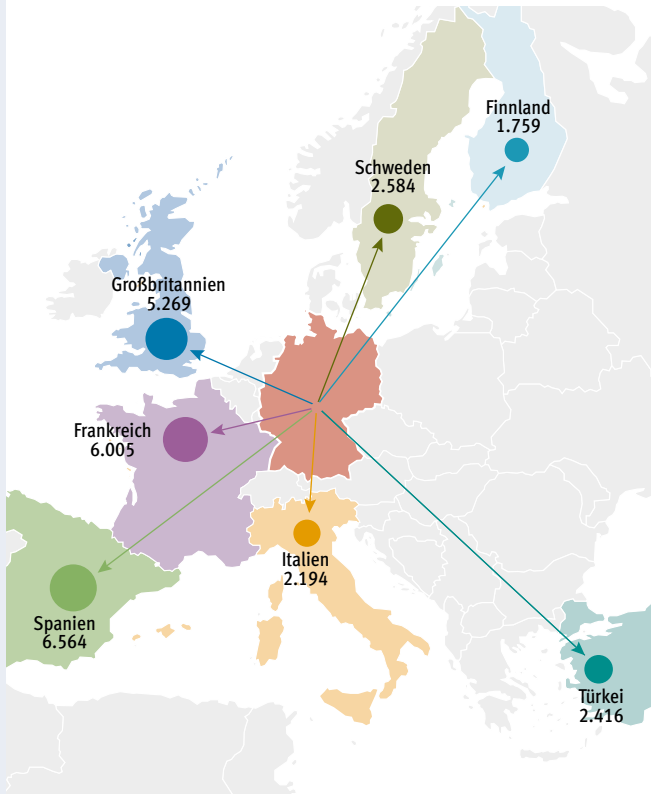 Finnland
1.759
Schweden
2.584
Großbritannien
5.269
Frankreich
6.005
Italien
2.194
Spanien
6.564
Türkei
2.416